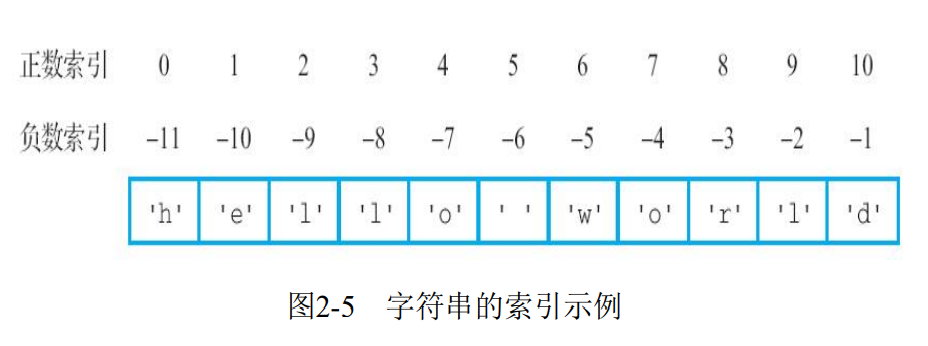 正数索引 0 1 2 3 4 5 6 7 8 9 10
负数索引 –11 –10 –9 –8 –7 –6 –5 –4 –3 –2 –1
'h' 'e' 'l' 'l' 'o' ' ' 'w' 'o' 'r' 'l' 'd'
图2-5 字符串的索引示例